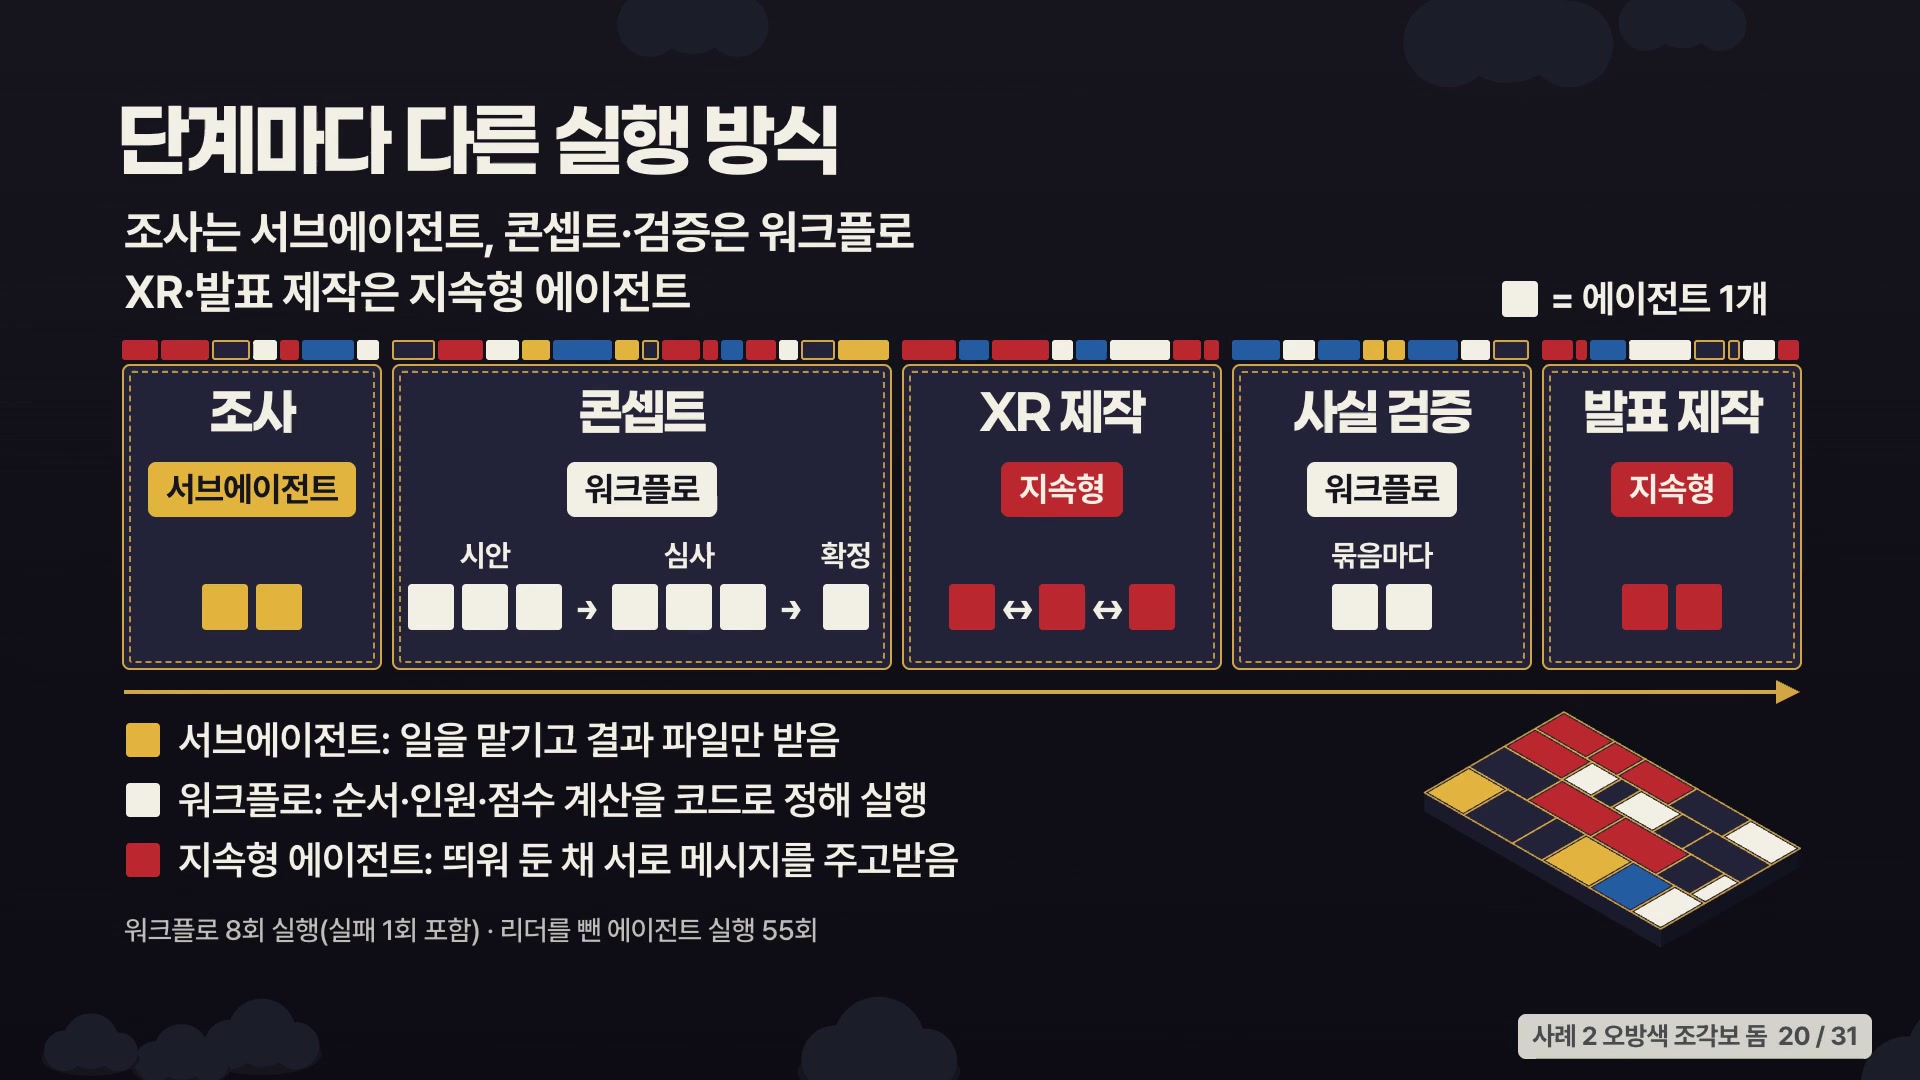 단계마다 다른 실행 방식
조사는 서브에이전트, 콘셉트·검증은 워크플로
XR·발표 제작은 지속형 에이전트
= 에이전트 1개
조사
서브에이전트
콘셉트
워크플로
시안
심사
확정
→ →
XR 제작
지속형
↔ ↔
사실 검증
워크플로
묶음마다
발표 제작
지속형
서브에이전트: 일을 맡기고 결과 파일만 받음
워크플로: 순서·인원·점수 계산을 코드로 정해 실행
지속형 에이전트: 띄워 둔 채 서로 메시지를 주고받음
워크플로 8회 실행(실패 1회 포함) · 리더를 뺀 에이전트 실행 55회
사례 2 오방색 조각보 돔 20 / 31